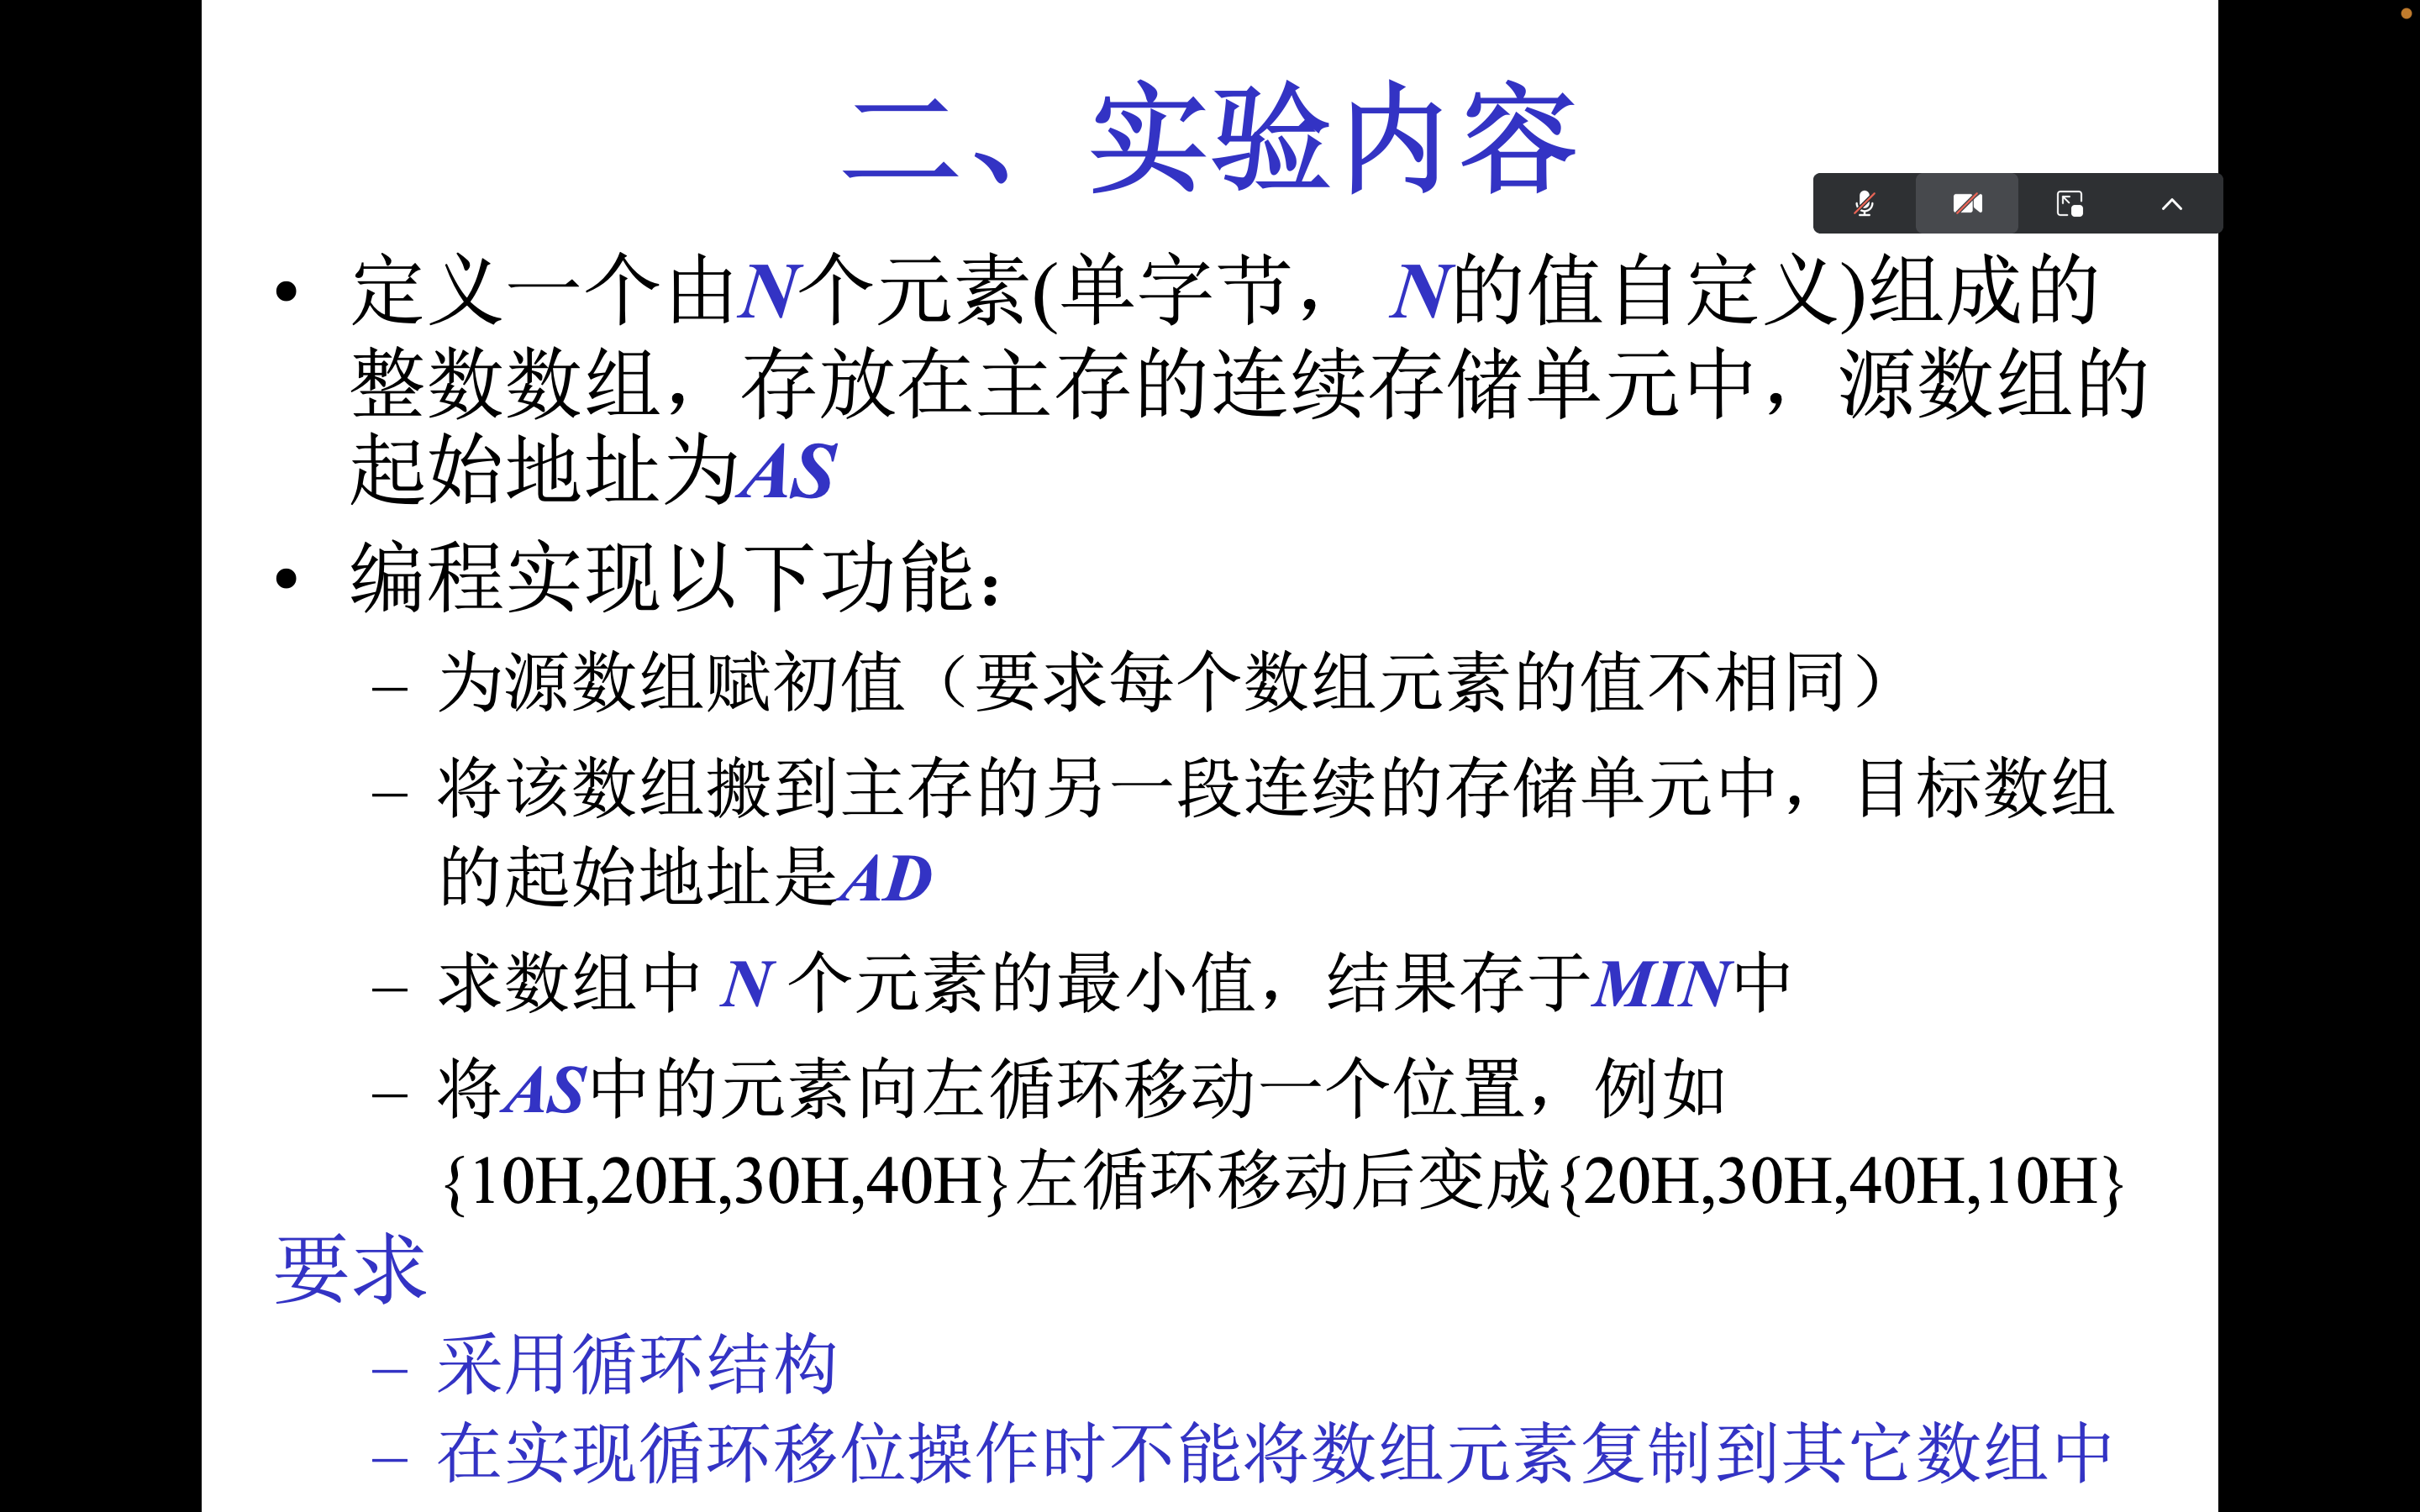 二、实验内容
• 定义一个由N个元素(单字节， N的值自定义)组成的
整数数组，存放在主存的连续存储单元中，源数组的
起始地址为AS
• 编程实现以下功能：
– 为源数组赋初值（要求每个数组元素的值不相同）
– 将该数组搬到主存的另一段连续的存储单元中，目标数组
的起始地址是AD
– 求数组中 N 个元素的最小值，结果存于MIN中
– 将AS中的元素向左循环移动一个位置，例如
{10H,20H,30H,40H}左循环移动后变成{20H,30H,40H,10H}
要求
– 采用循环结构
– 在实现循环移位操作时不能将数组元素复制到其它数组中